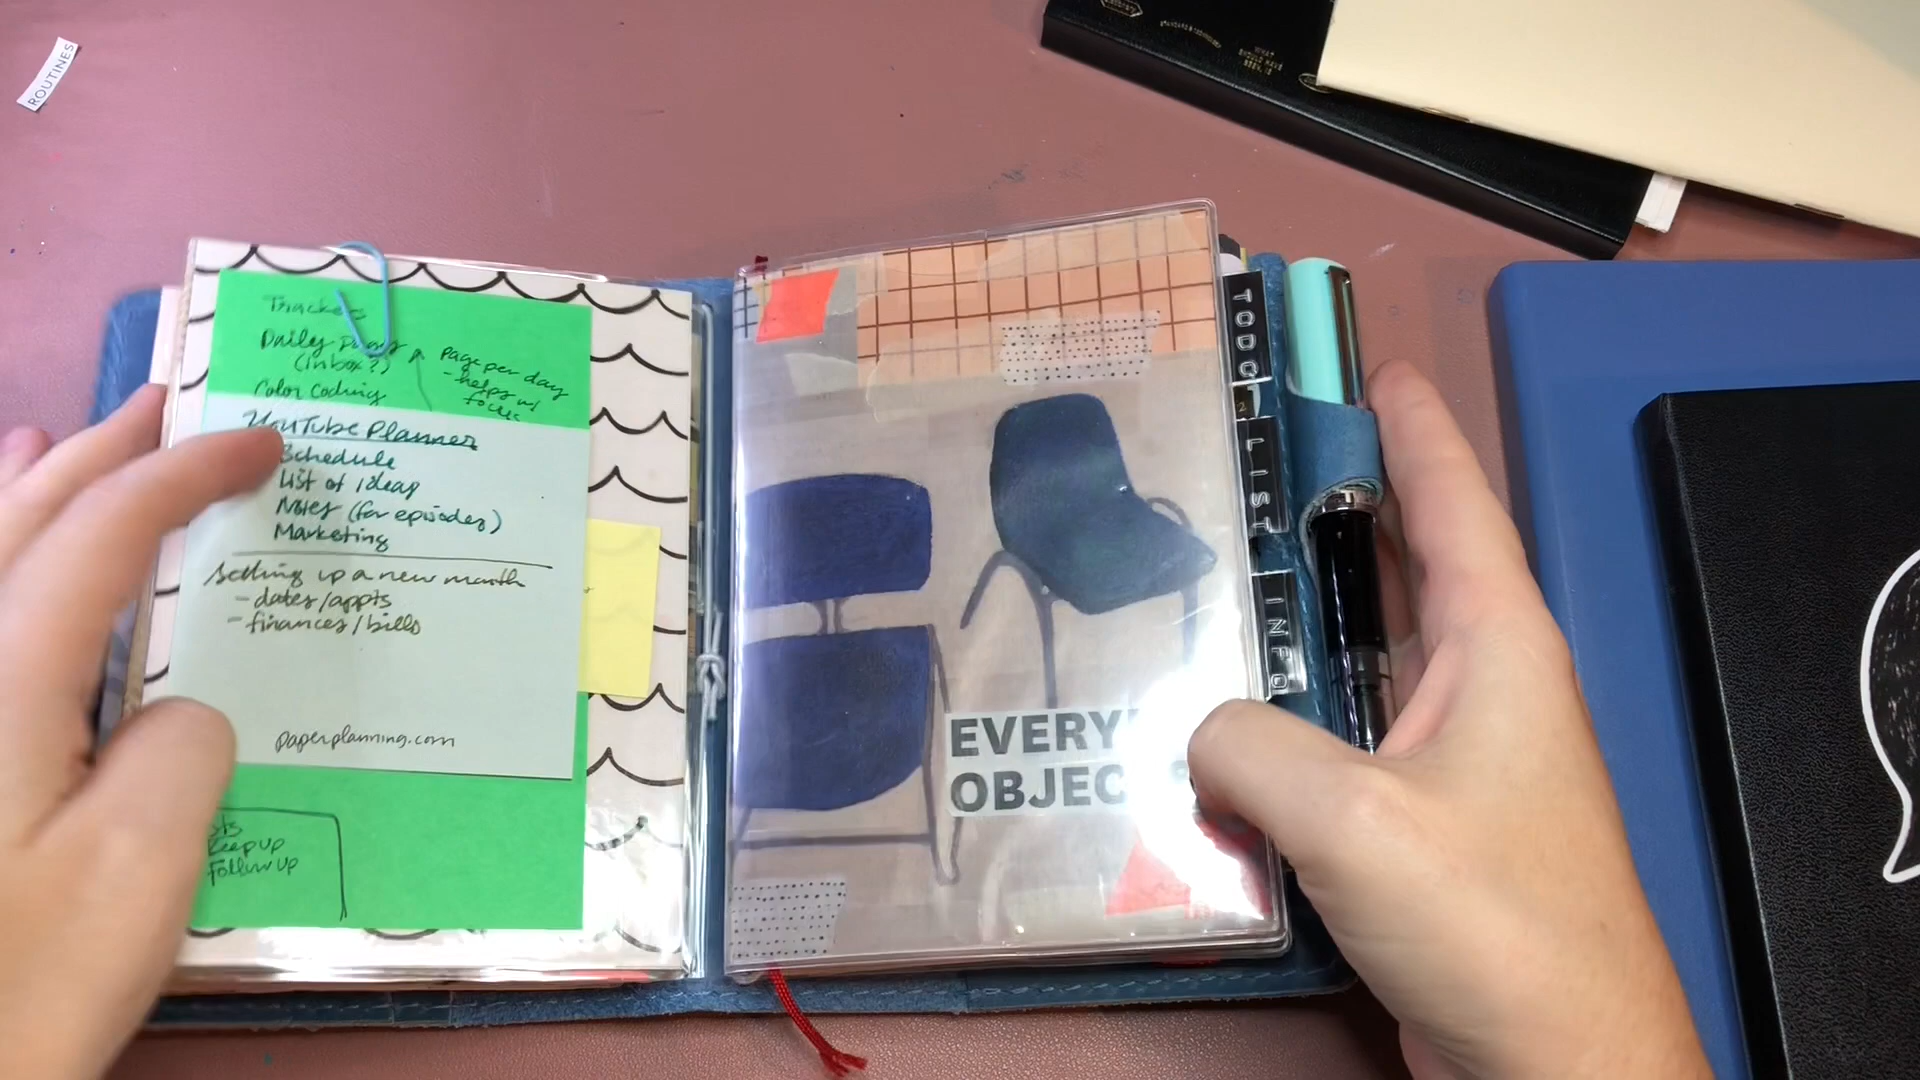 ROUTINES
Trackers
Daily
(Inbox?)
Color Coding
page per day
- helps w/
focus
YouTube Planner
Schedule
List of ideas
Notes (for episodes)
Marketing
Setting up a new month
- dates/appts
- finances/bills
paperplanning.com
Keep up
Follow up
EVERY
OBJEC
TODO
2
LIST
INFO